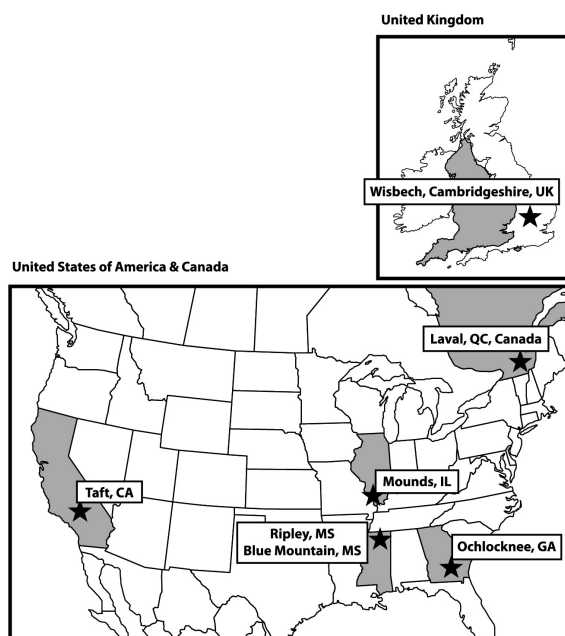 United Kingdom
Wisbech, Cambridgeshire, UK
United States of America & Canada
Laval, QC, Canada
Taft, CA
Mounds, IL
Ripley, MS
Blue Mountain, MS
Ochlocknee, GA